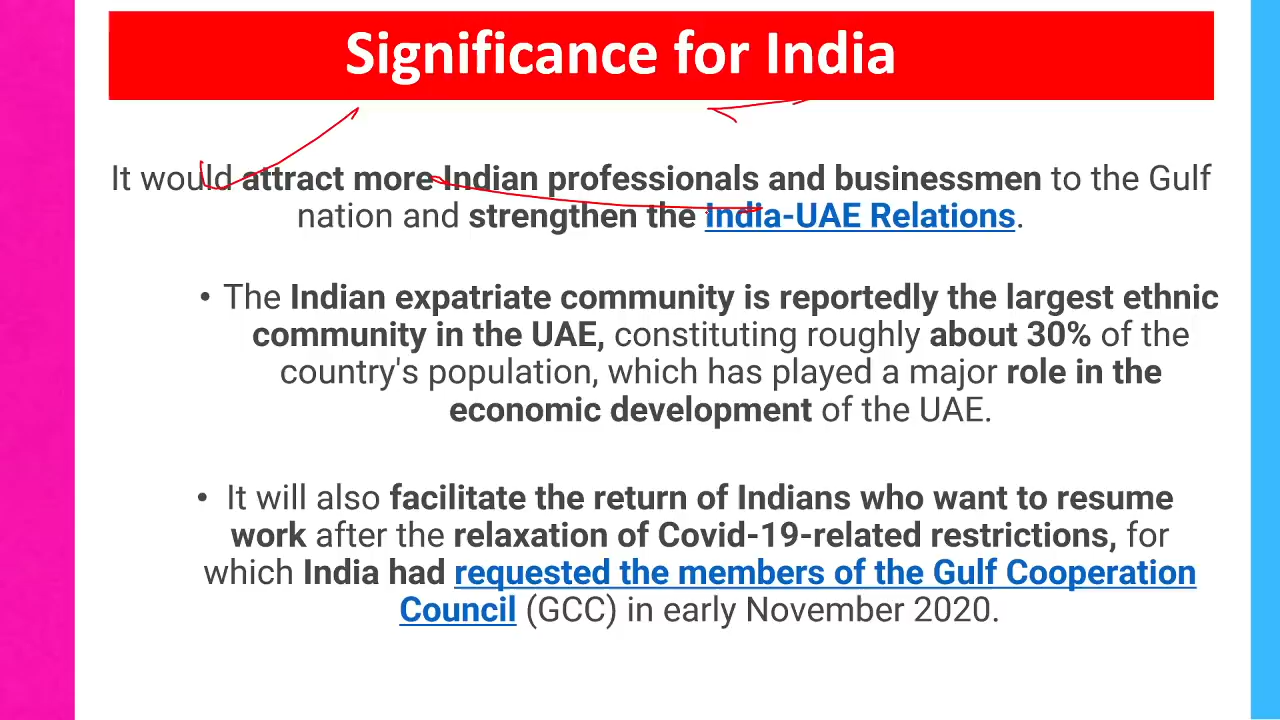 Significance for India
It would attract more Indian professionals and businessmen to the Gulf
nation and strengthen the India-UAE Relations.
• The Indian expatriate community is reportedly the largest ethnic
community in the UAE, constituting roughly about 30% of the
country's population, which has played a major role in the
economic development of the UAE.
• It will also facilitate the return of Indians who want to resume
work after the relaxation of Covid-19-related restrictions, for
which India had requested the members of the Gulf Cooperation
Council (GCC) in early November 2020.